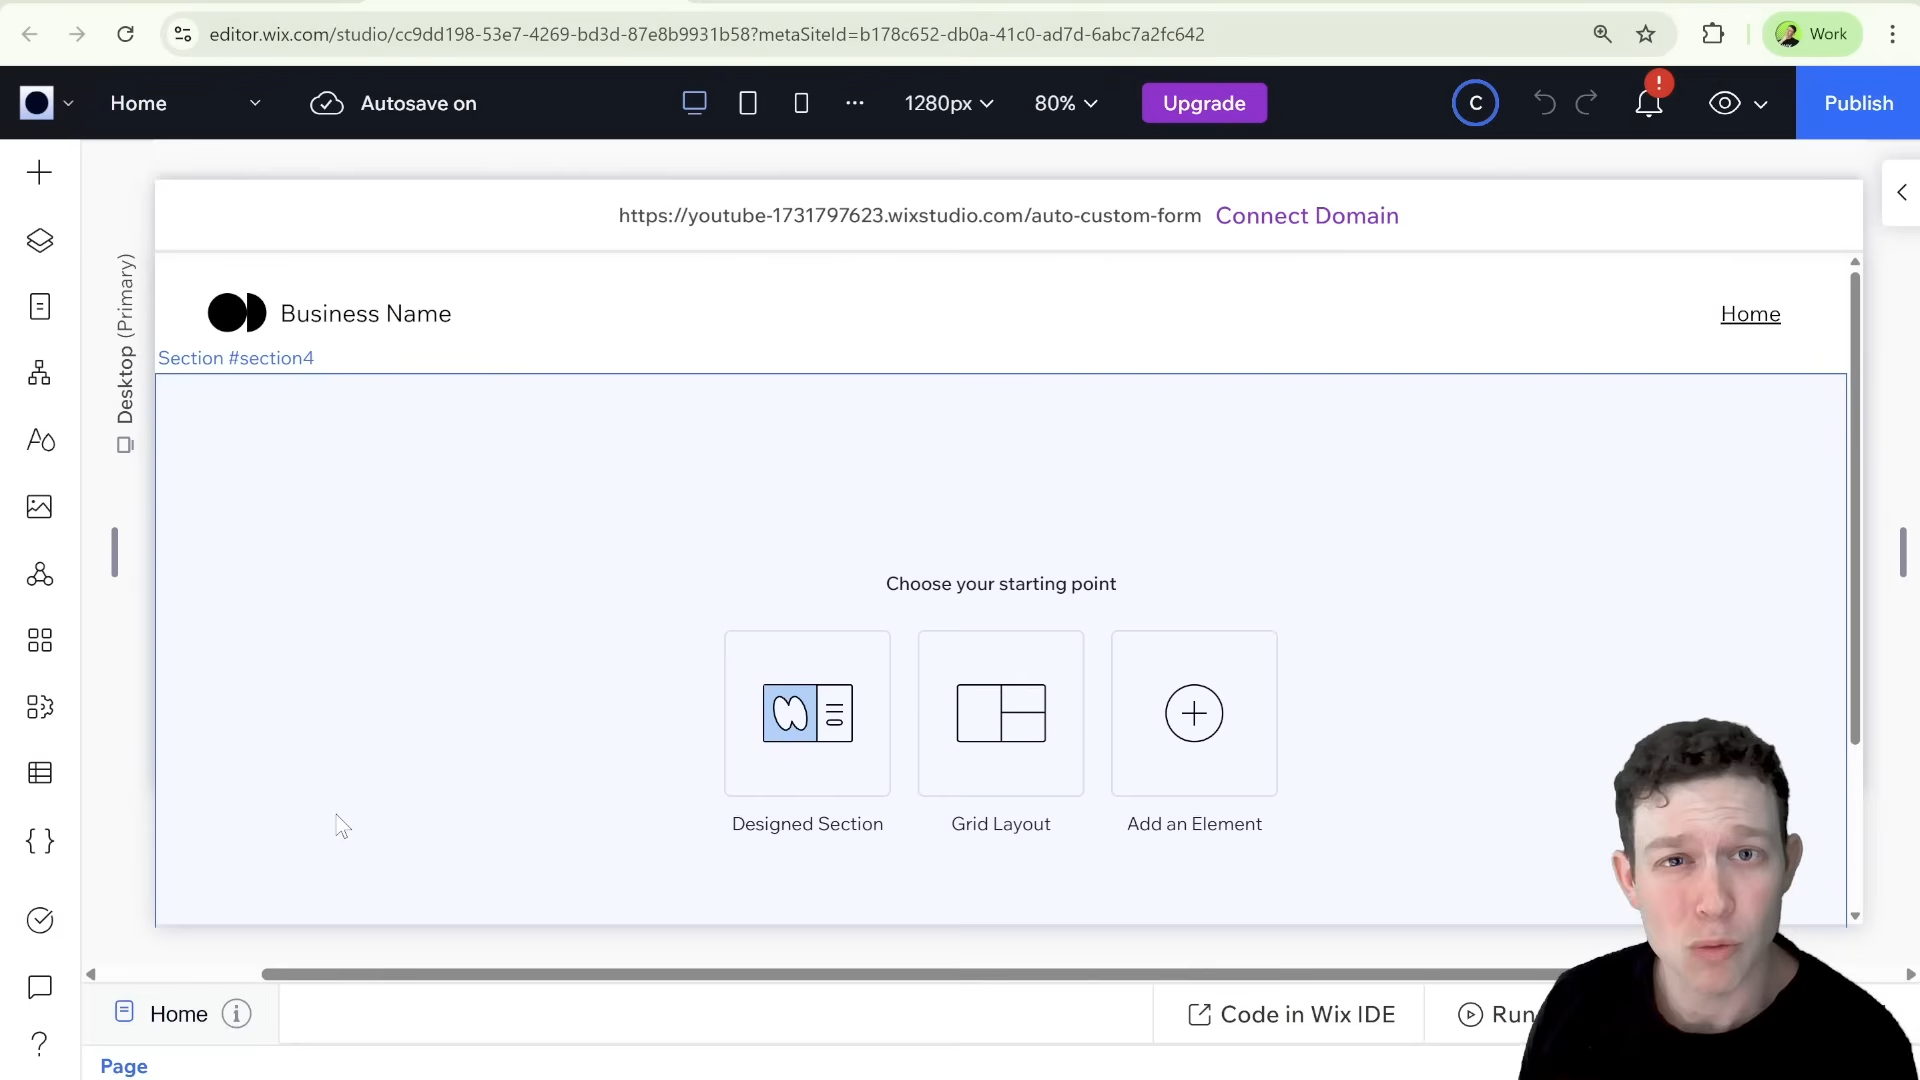 editor.wix.com/studio/cc9dd198-53e7-4269-bd3d-87e8b9931b58?metaSiteId=b178c652-db0a-41c0-ad7d-6abc7a2fc642
Work
Home
Autosave on
1280px
80%
Upgrade
C
!
Publish
https://youtube-1731797623.wixstudio.com/auto-custom-form Connect Domain
Desktop (Primary)
Business Name
Home
Section #section4
Choose your starting point
Designed Section
Grid Layout
Add an Element
Home
Code in Wix IDE
Run
Page